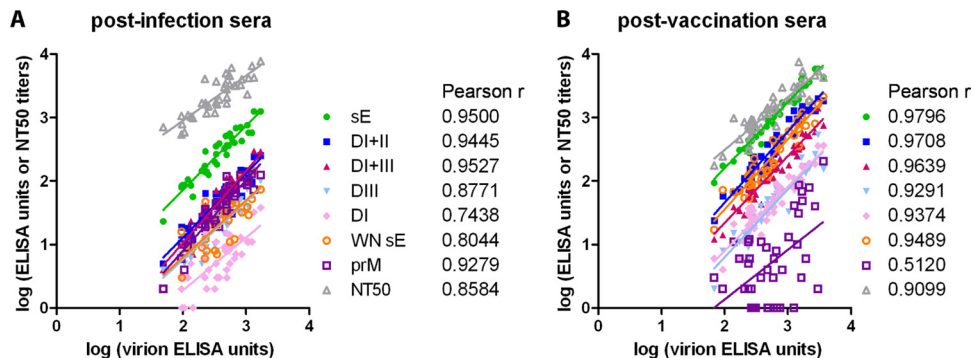 A post-infection sera
log (ELISA units or NT50 titers)
4
3
2
1
0
0 1 2 3 4
log (virion ELISA units)
Pearson r
sE 0.9500
DI+II 0.9445
DI+III 0.9527
DIII 0.8771
DI 0.7438
WN sE 0.8044
prM 0.9279
NT50 0.8584
B post-vaccination sera
log (ELISA units or NT50 titers)
4
3
2
1
0
0 1 2 3 4
log (virion ELISA units)
Pearson r
0.9796
0.9708
0.9639
0.9291
0.9374
0.9489
0.5120
0.9099